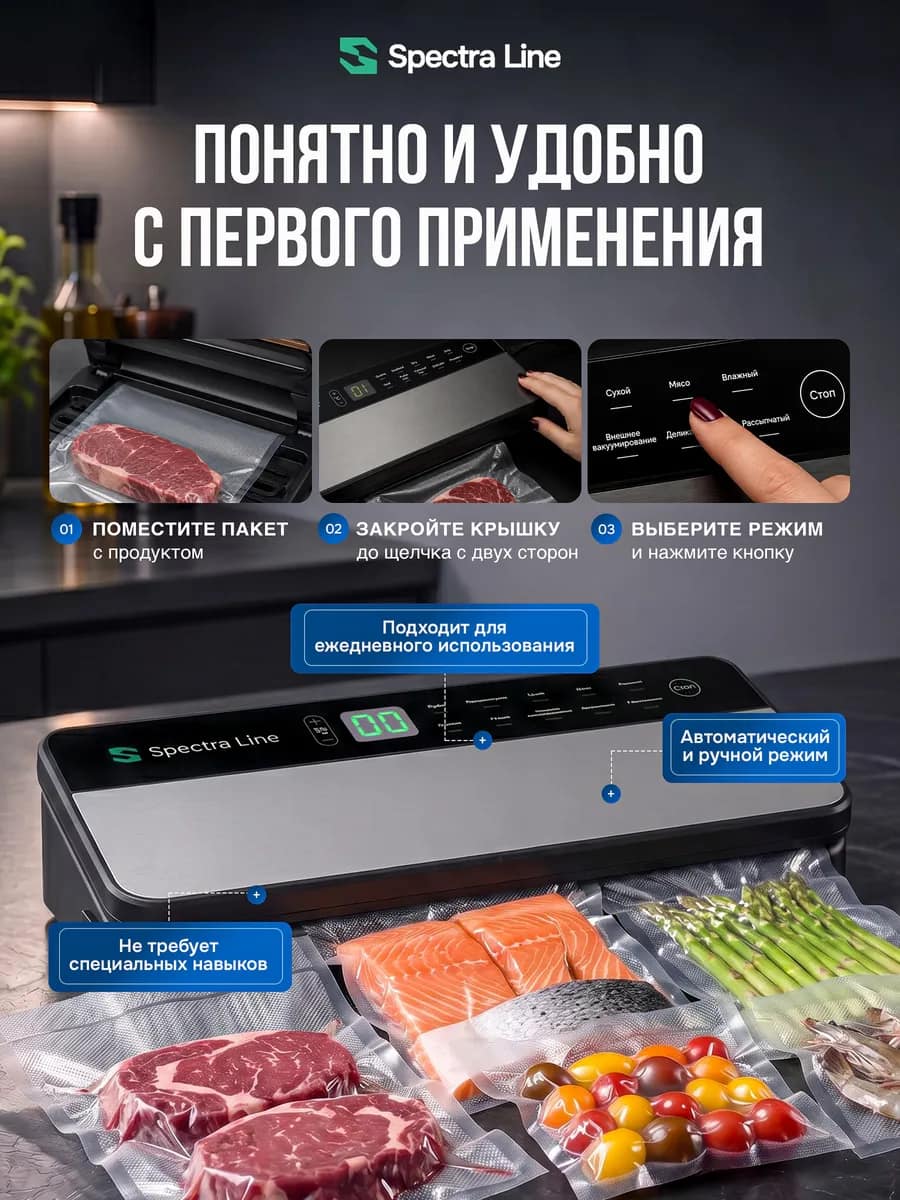 Spectra Line
ПОНЯТНО И УДОБНО
С ПЕРВОГО ПРИМЕНЕНИЯ
Сухой
Мясо
Влажный
Стоп
Внешнее
вакуумирование
Рассыпчатый
01 ПОМЕСТИТЕ ПАКЕТ
с продуктом
02 ЗАКРОЙТЕ КРЫШКУ
до щелчка с двух сторон
03 ВЫБЕРИТЕ РЕЖИМ
и нажмите кнопку
Подходит для
ежедневного использования
Стоп
00
Spectra Line
Автоматический
и ручной режим
Не требует
специальных навыков